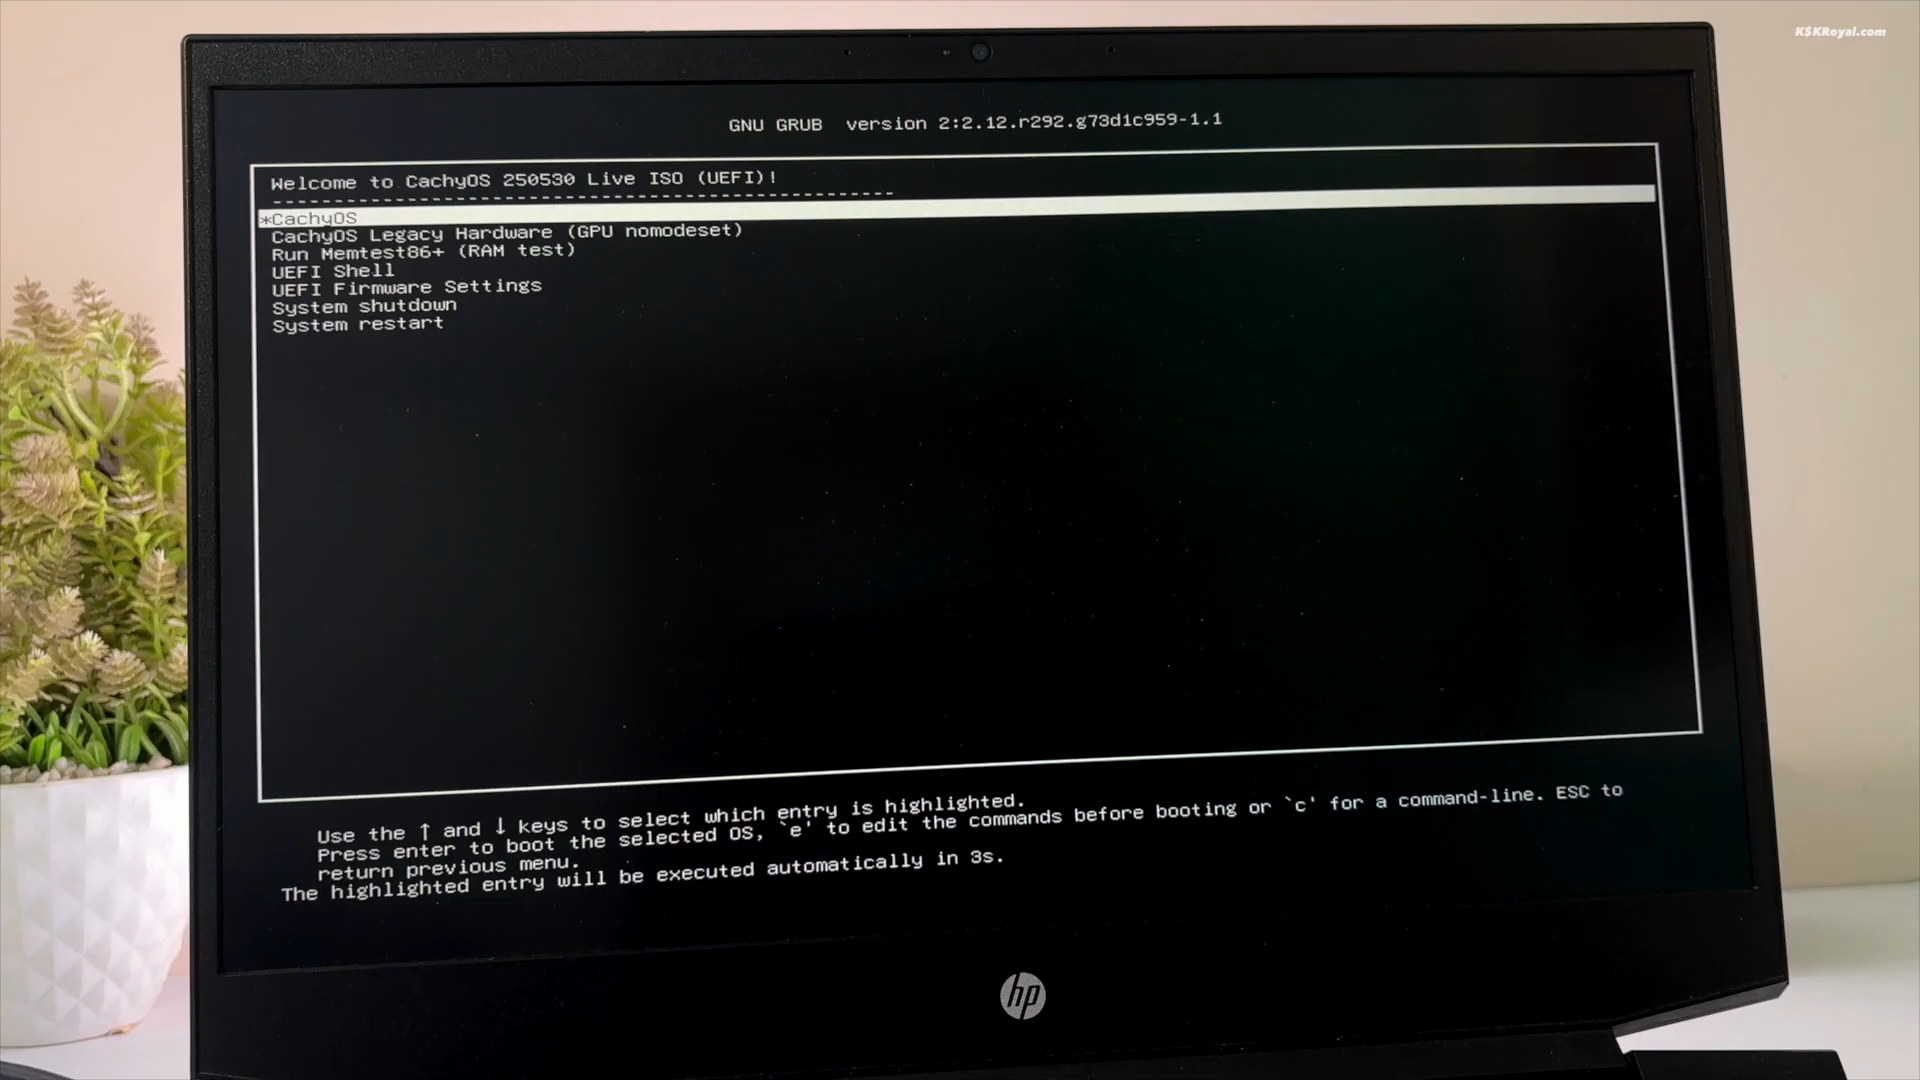 K$KRoyal.com
GNU GRUB version 2:2.12.r292.g73d1c959-1.1
Welcome to CachyOS 250530 Live ISO (UEFI)!
----------------------------------------------
*CachyOS
CachyOS Legacy Hardware (GPU nomodeset)
Run Memtest86+ (RAM test)
UEFI Shell
UEFI Firmware Settings
System shutdown
System restart
Use the ↑ and ↓ keys to select which entry is highlighted.
Press enter to boot the selected OS, `e' to edit the commands before booting or `c' for a command-line. ESC to
return previous menu.
The highlighted entry will be executed automatically in 3s.
hp